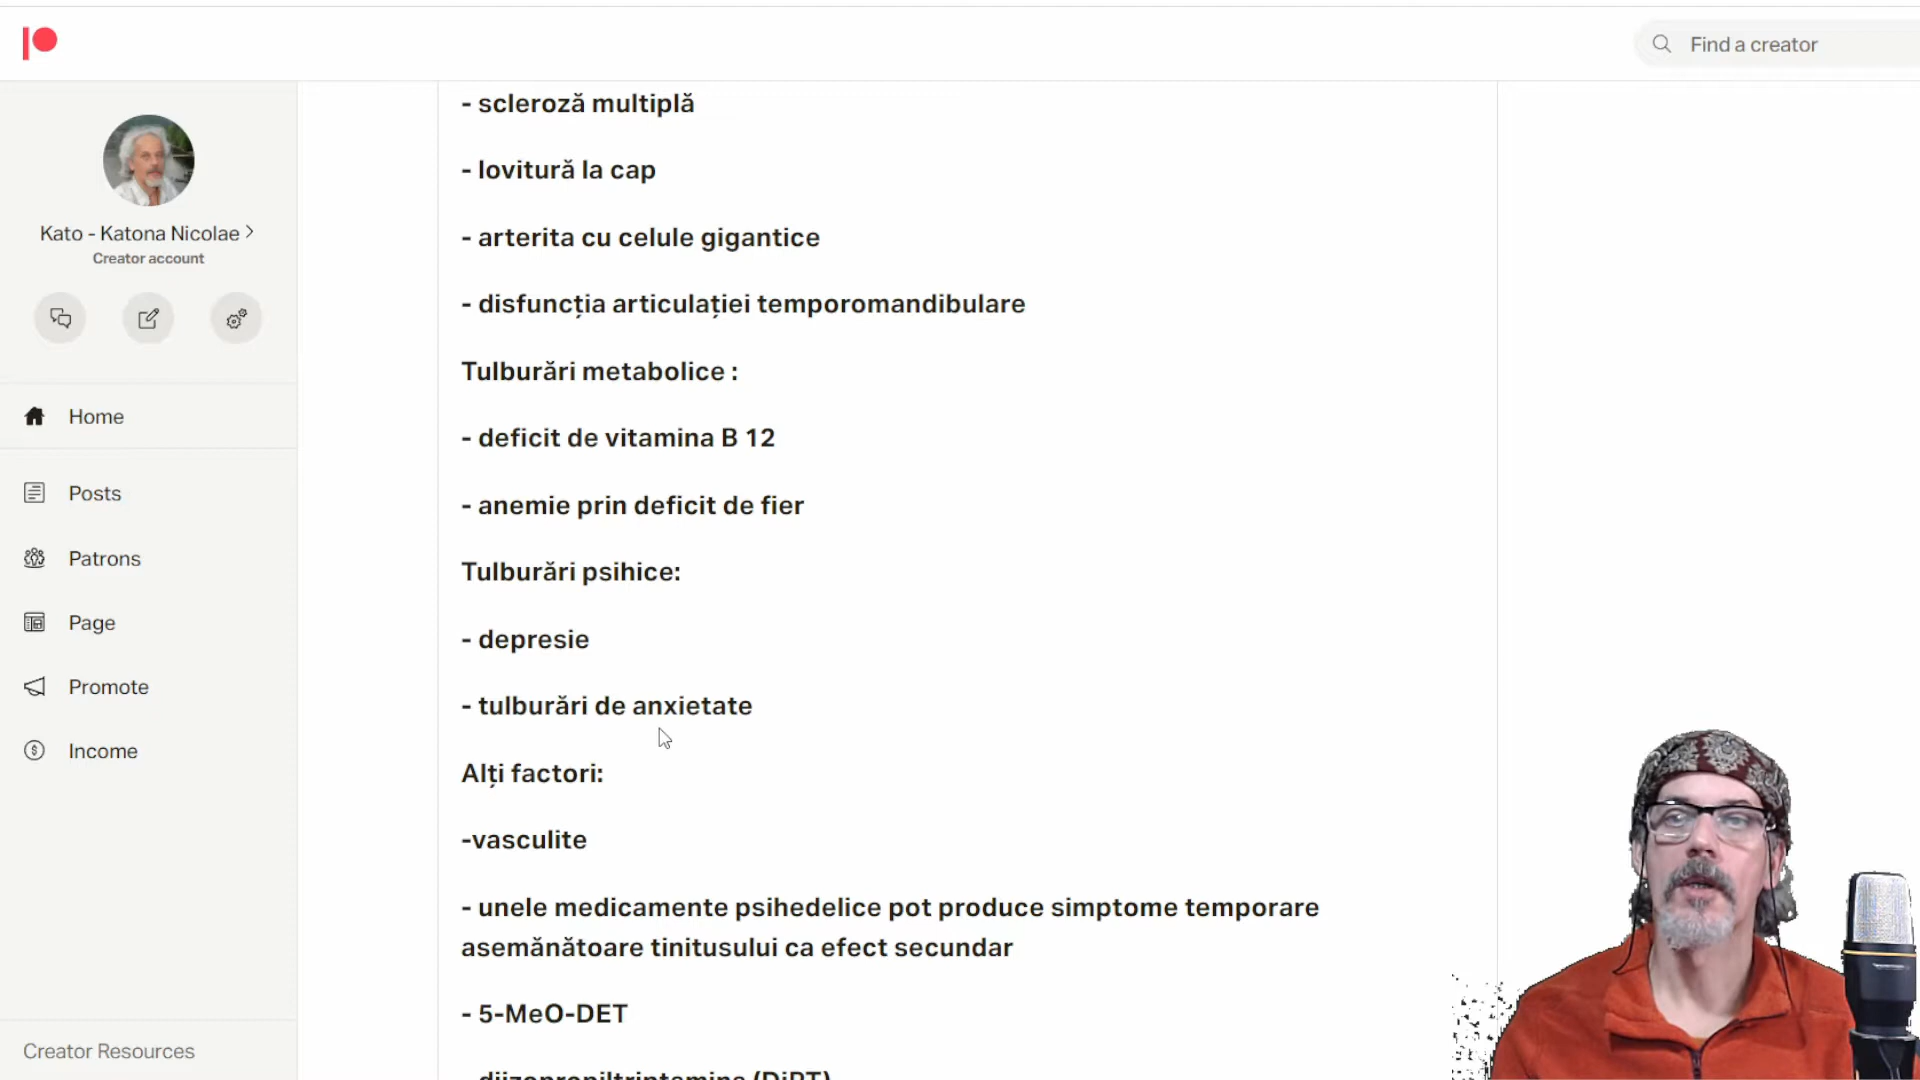 Find a creator
Kato - Katona Nicolae
Creator account
Home
Posts
Patrons
Page
Promote
Income
Creator Resources
- scleroză multiplă
- lovitură la cap
- arterita cu celule gigantice
- disfuncția articulației temporomandibulare
Tulburări metabolice :
- deficit de vitamina B 12
- anemie prin deficit de fier
Tulburări psihice:
- depresie
- tulburări de anxietate
Alți factori:
-vasculite
- unele medicamente psihedelice pot produce simptome temporare
asemănătoare tinitusului ca efect secundar
- 5-MeO-DET
- diizopropiltriptamina (DiPT)